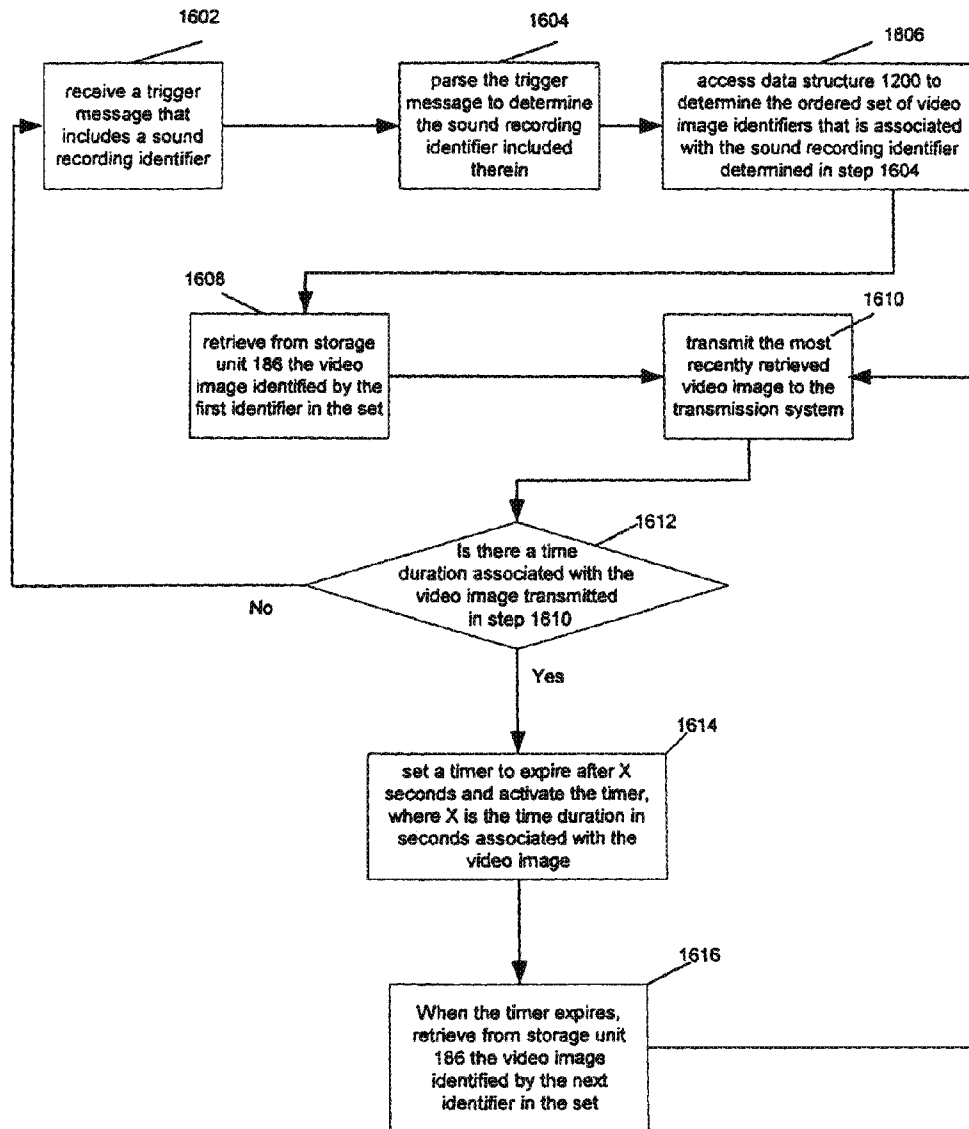 1602
receive a trigger
message that
includes a sound
recording identifier
1604
parse the trigger
message to determine
the sound recording
identifier included
therein
1606
access data structure 1200 to
determine the ordered set of video
image identifiers that is associated
with the sound recording identifier
determined in step 1604
1608
retrieve from storage
unit 186 the video
image identified by the
first identifier in the set
1610
transmit the most
recently retrieved
video image to the
transmission system
1612
Is there a time
duration associated with the
video image transmitted
in step 1610
No
Yes
1614
set a timer to expire after X
seconds and activate the timer,
where X is the time duration in
seconds associated with the
video image
1616
When the timer expires,
retrieve from storage unit
186 the video image
identified by the next
identifier in the set